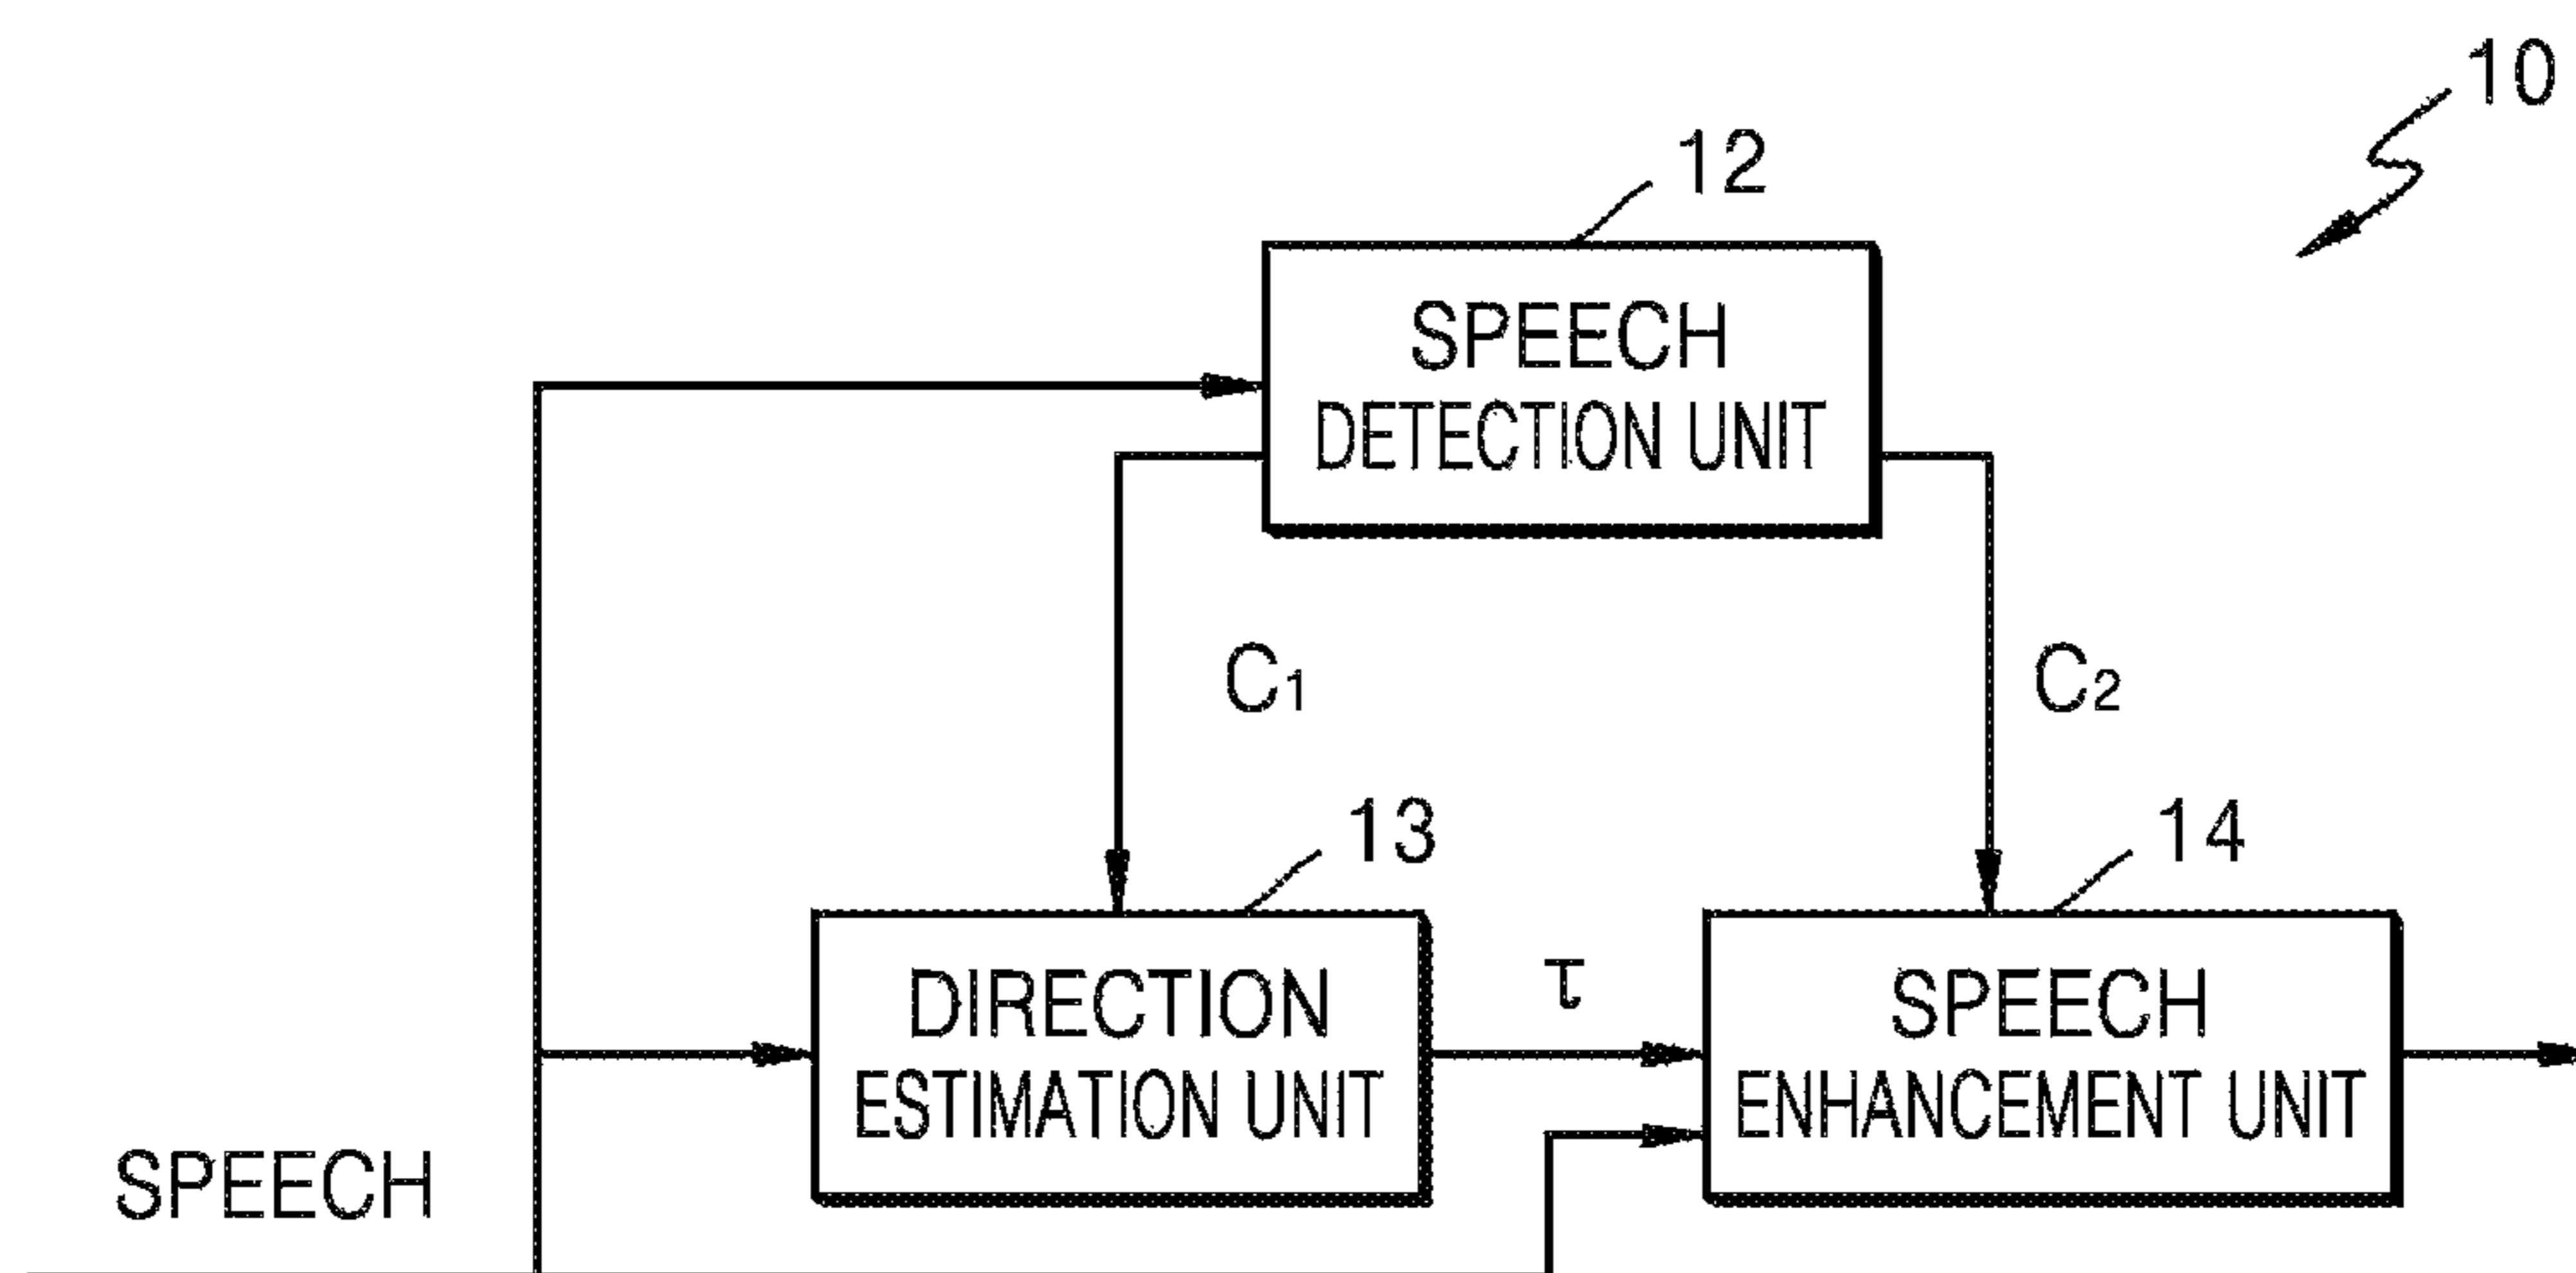 10
12
SPEECH
DETECTION UNIT
C1
C2
13
14
DIRECTION
ESTIMATION UNIT
τ
SPEECH
ENHANCEMENT UNIT
SPEECH